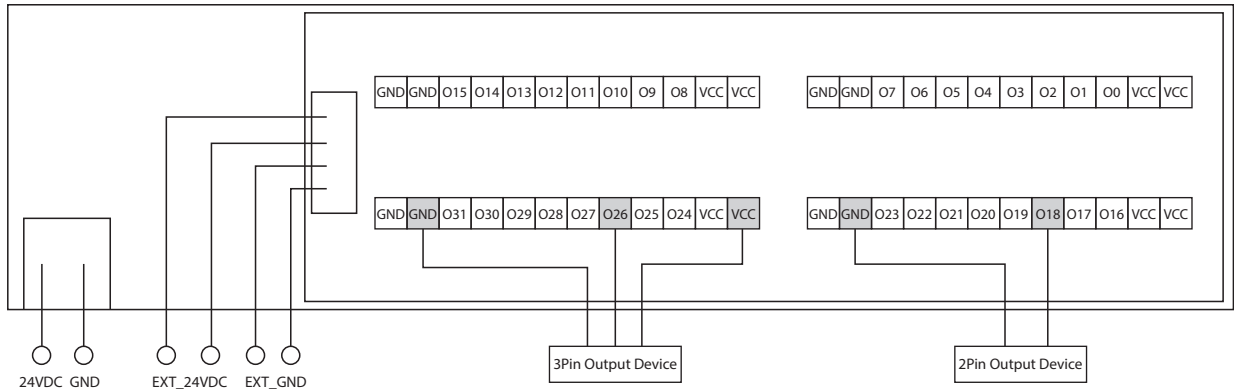 GND GND O15 O14 O13 O12 O11 O10 O9 O8 VCC VCC
GND GND O7 O6 O5 O4 O3 O2 O1 O0 VCC VCC
GND GND O31 O30 O29 O28 O27 O26 O25 O24 VCC VCC
GND GND O23 O22 O21 O20 O19 O18 O17 O16 VCC VCC
3Pin Output Device
2Pin Output Device
24VDC GND EXT_24VDC EXT_GND